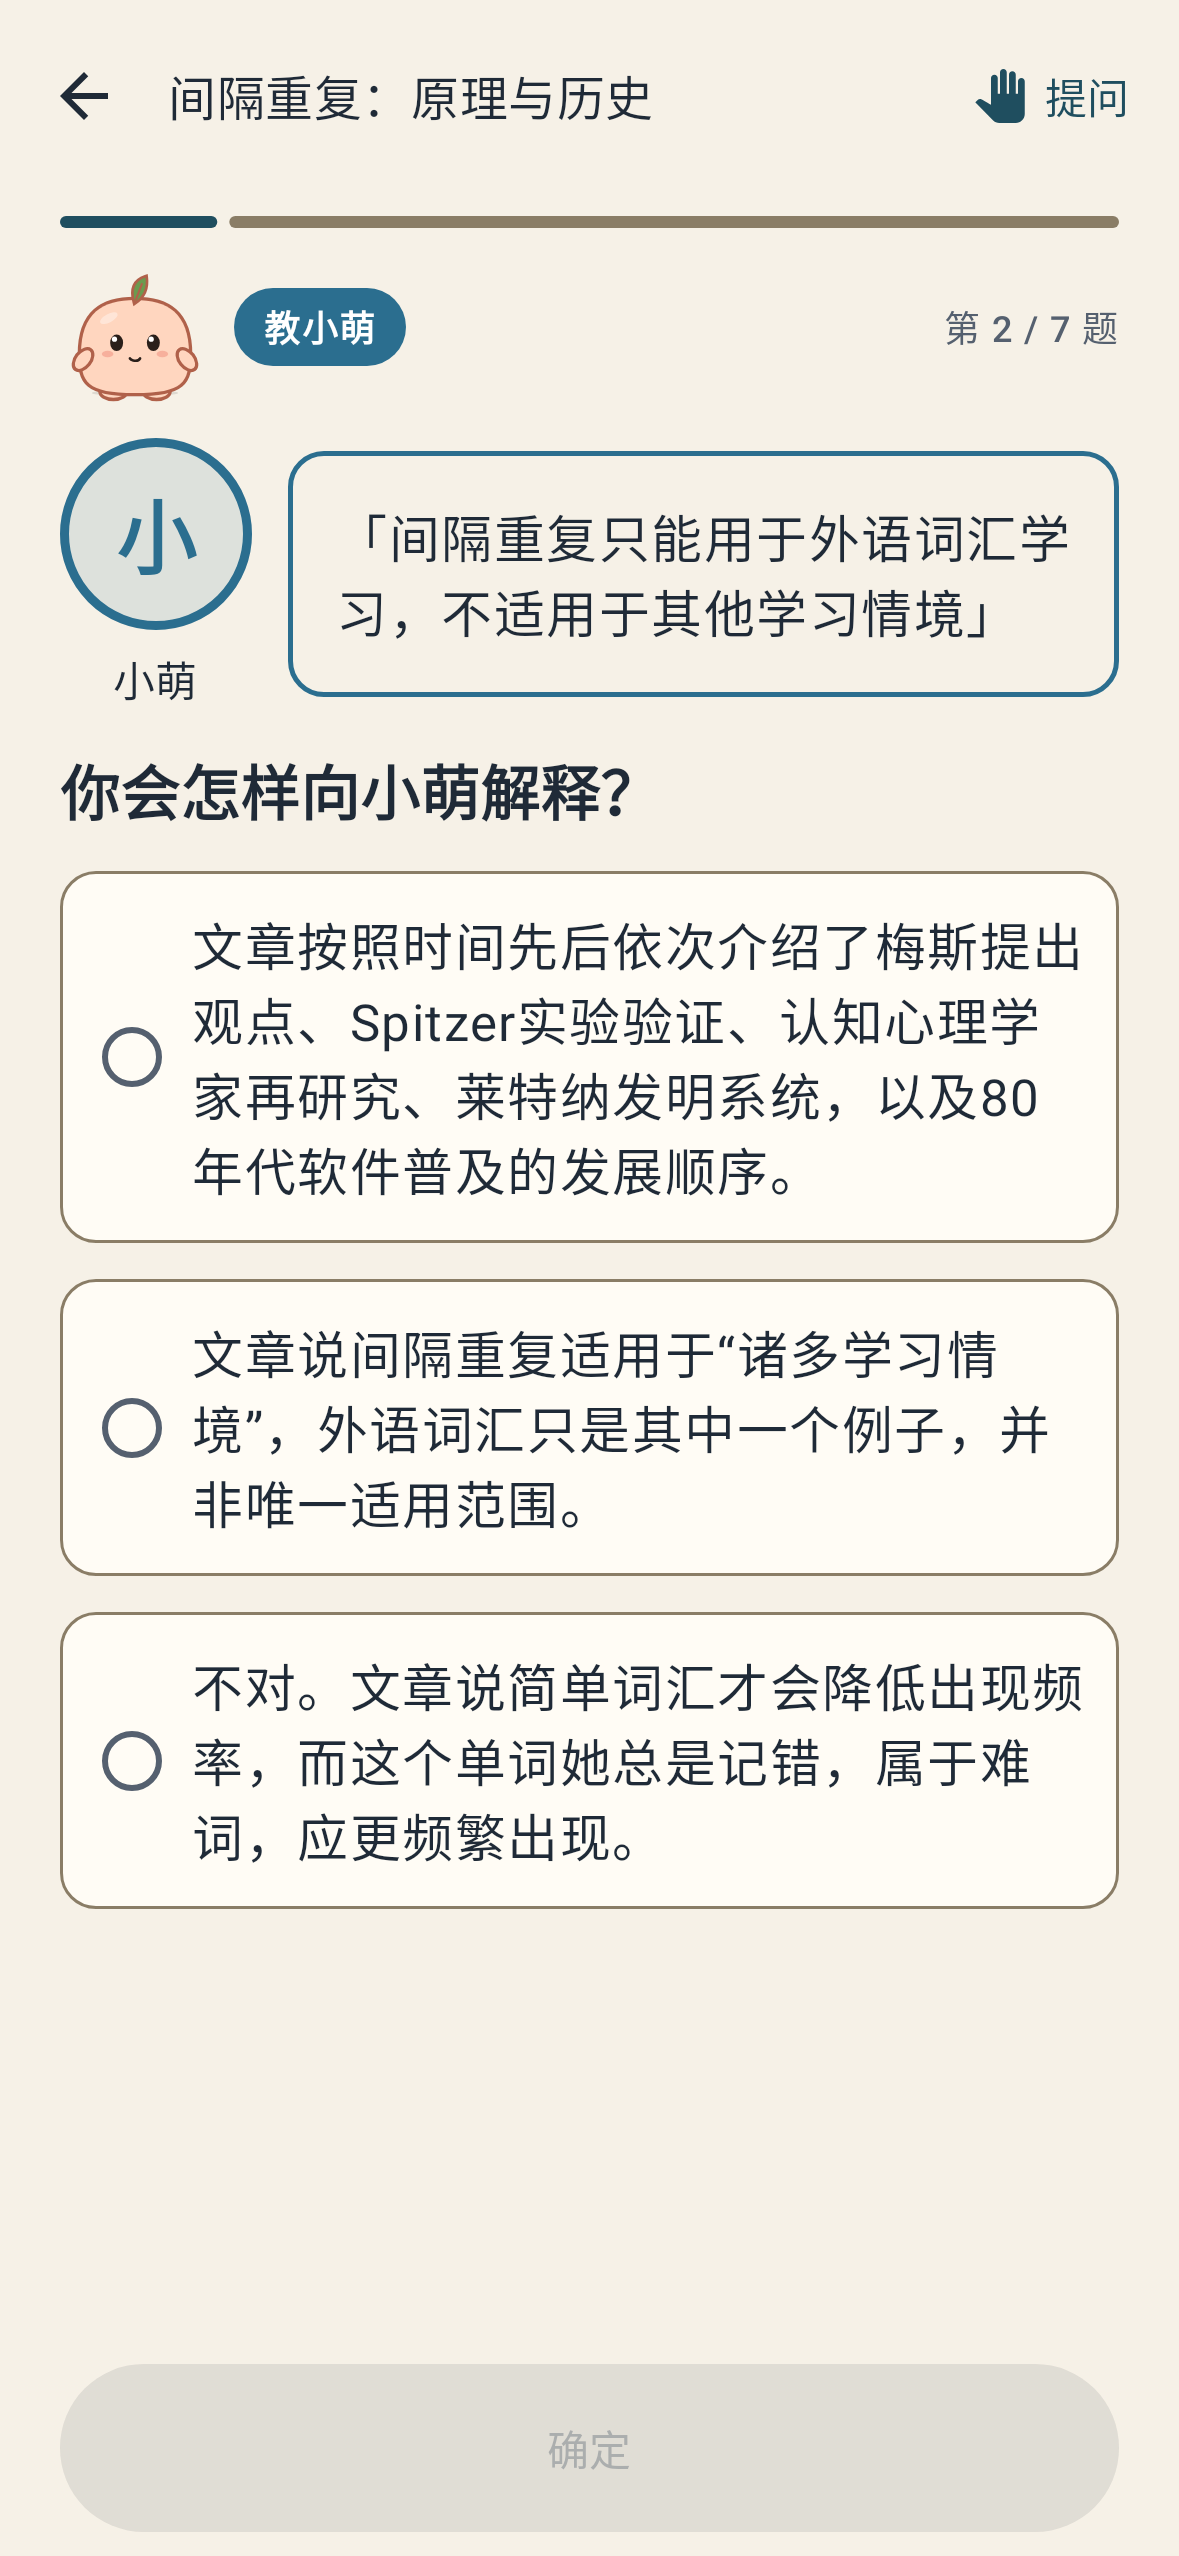 间隔重复：原理与历史
提问
教小萌
第 2 / 7 题
小
小萌
「间隔重复只能用于外语词汇学
习，不适用于其他学习情境」
你会怎样向小萌解释？
文章按照时间先后依次介绍了梅斯提出
观点、Spitzer实验验证、认知心理学
家再研究、莱特纳发明系统，以及80
年代软件普及的发展顺序。
文章说间隔重复适用于“诸多学习情
境”，外语词汇只是其中一个例子，并
非唯一适用范围。
不对。文章说简单词汇才会降低出现频
率，而这个单词她总是记错，属于难
词，应更频繁出现。
确定